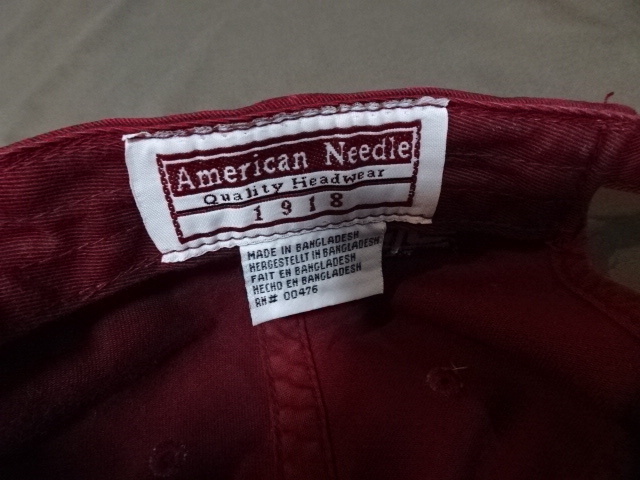 American Needle
Quality Headwear
1918
MADE IN BANGLADESH
HERGESTELLT IN BANGLADESH
FAIT EN BANGLADESH
HECHO EN BANGLADESH
RN# 00476